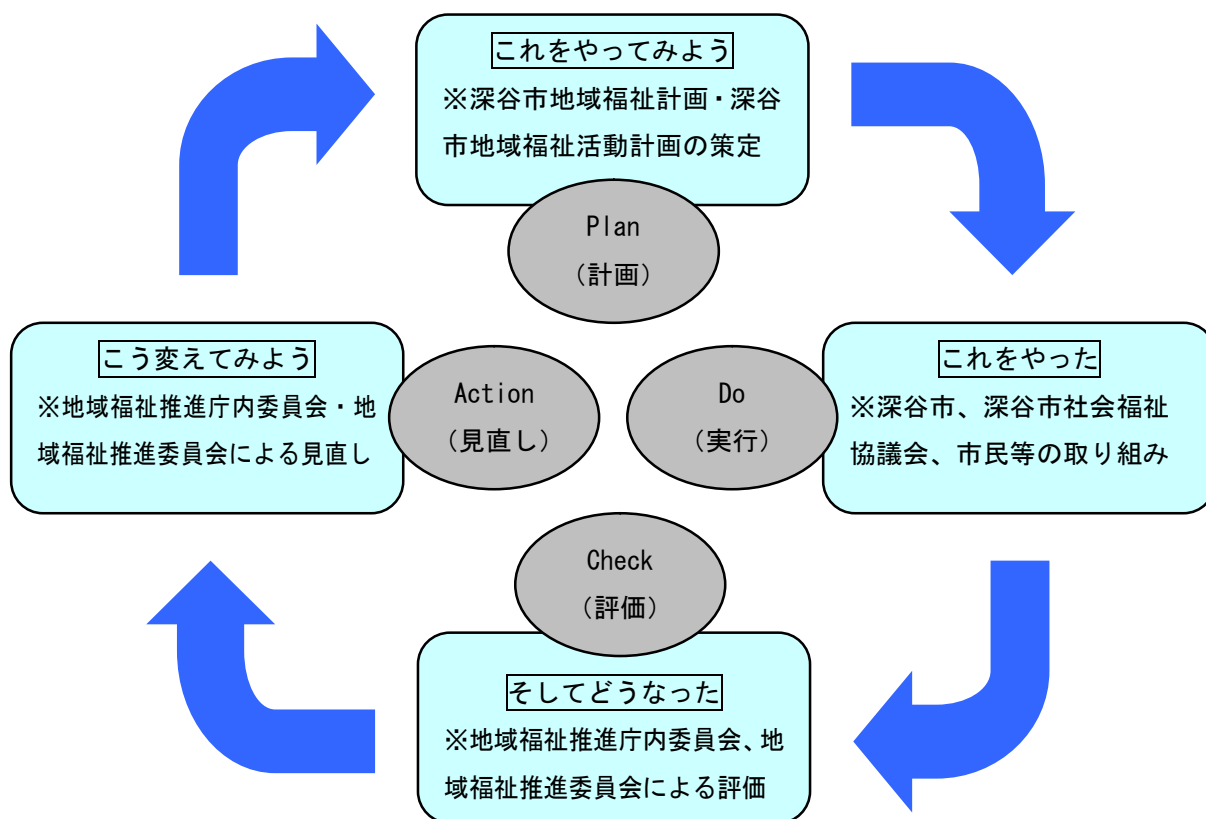 これをやってみよう
※深谷市地域福祉計画・深谷
市地域福祉活動計画の策定
Plan
（計画）
こう変えてみよう
※地域福祉推進庁内委員会・地
域福祉推進委員会による見直し
Action
（見直し）
Do
（実行）
これをやった
※深谷市、深谷市社会福祉
協議会、市民等の取り組み
Check
（評価）
そしてどうなった
※地域福祉推進庁内委員会、地
域福祉推進委員会による評価